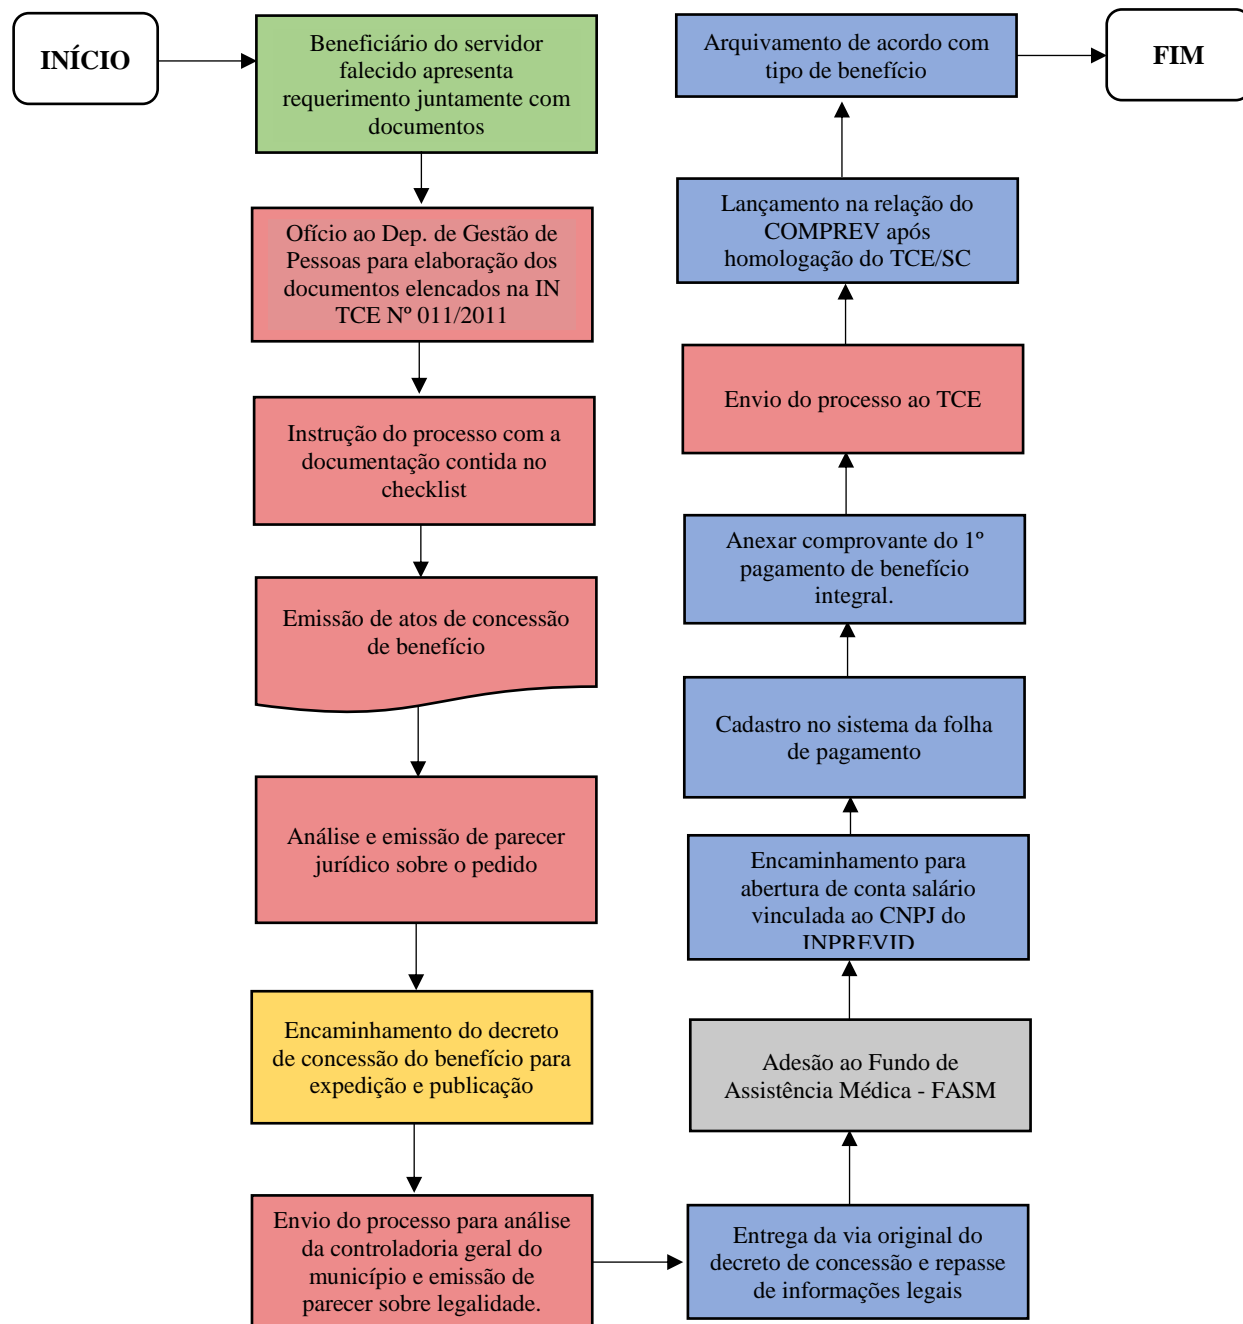 INÍCIO
Beneficiário do servidor
falecido apresenta
requerimento juntamente com
documentos
Ofício ao Dep. de Gestão de
Pessoas para elaboração dos
documentos elencados na IN
TCE Nº 011/2011
Instrução do processo com a
documentação contida no
checklist
Emissão de atos de concessão
de benefício
Análise e emissão de parecer
jurídico sobre o pedido
Encaminhamento do decreto
de concessão do benefício para
expedição e publicação
Envio do processo para análise
da controladoria geral do
município e emissão de
parecer sobre legalidade.
Entrega da via original do
decreto de concessão e repasse
de informações legais
Adesão ao Fundo de
Assistência Médica - FASM
Encaminhamento para
abertura de conta salário
vinculada ao CNPJ do
INPREVID
Cadastro no sistema da folha
de pagamento
Anexar comprovante do 1º
pagamento de benefício
integral.
Envio do processo ao TCE
Lançamento na relação do
COMPREV após
homologação do TCE/SC
Arquivamento de acordo com
tipo de benefício
FIM